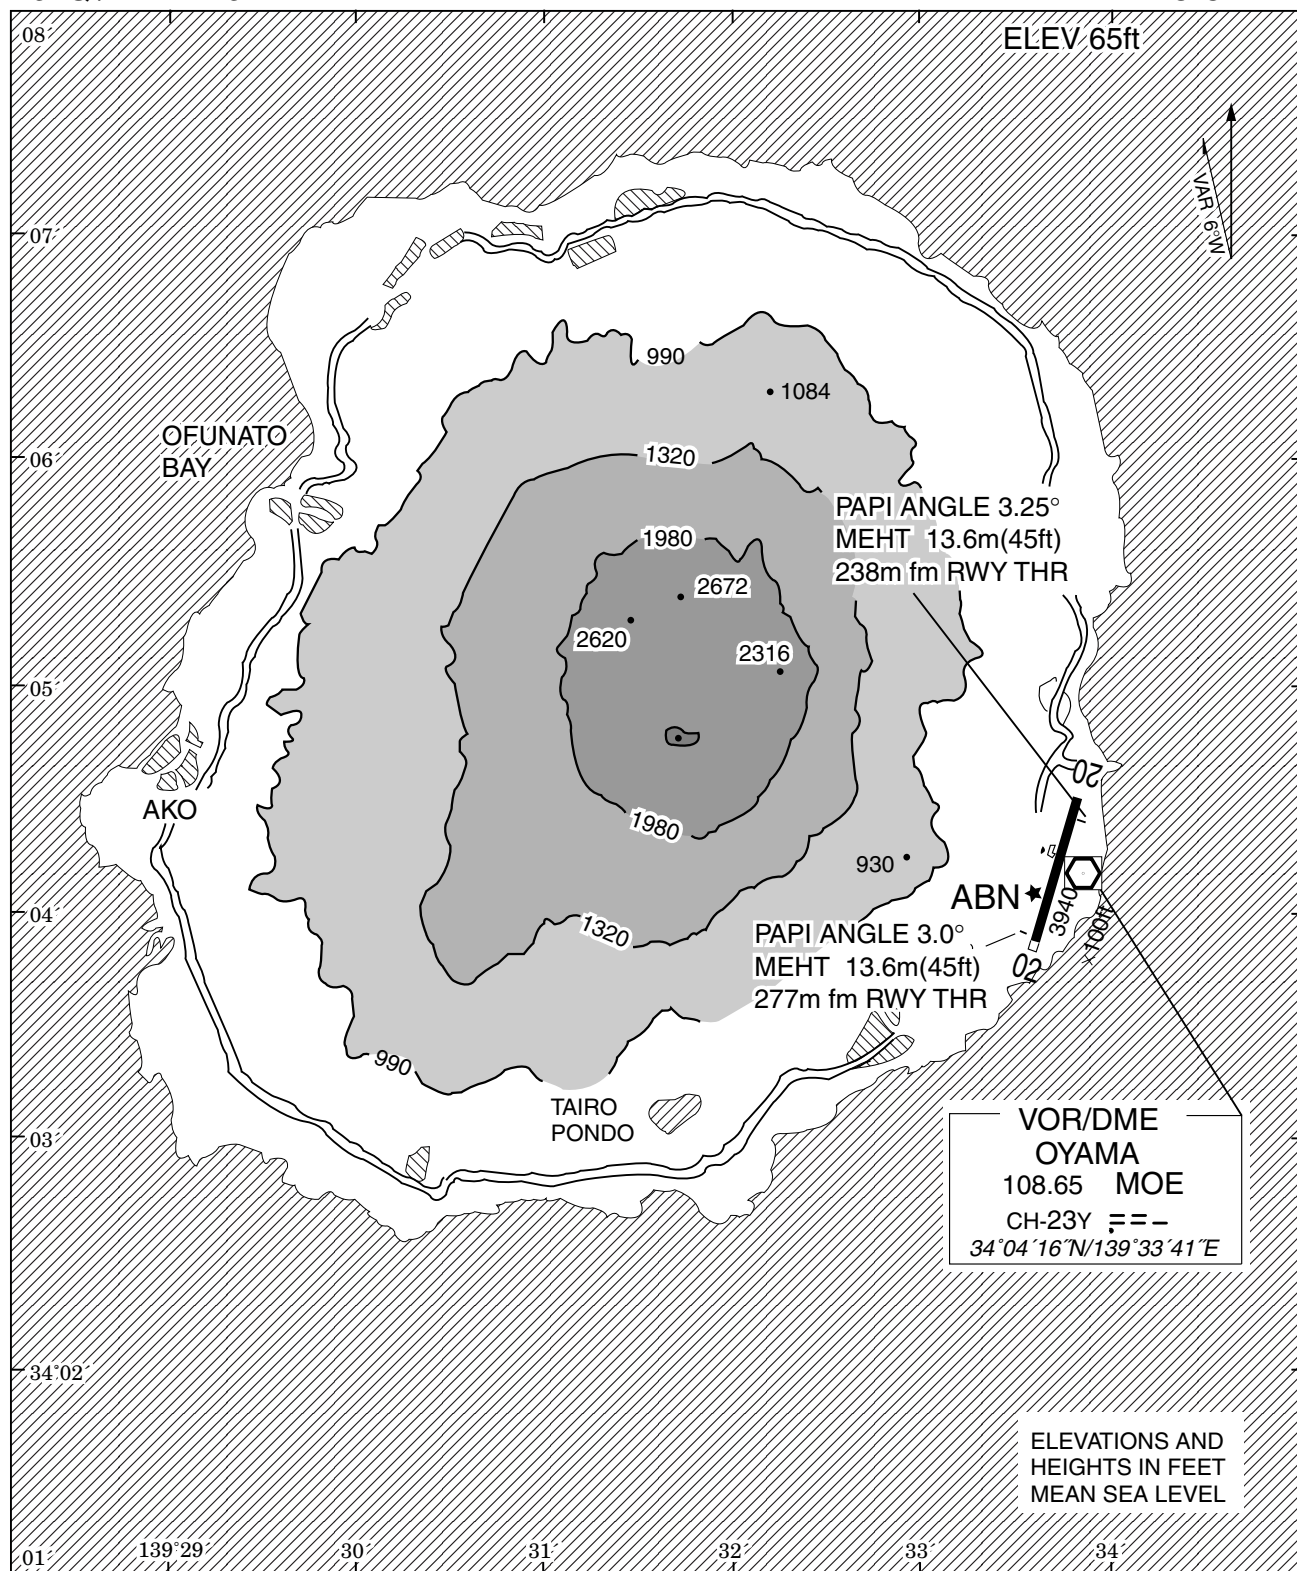 08
ELEV 65ft
VAR 6°W
07´
990
1084
OFUNATO
BAY
06´
1320
PAPI ANGLE 3.25°
MEHT 13.6m(45ft)
238m fm RWY THR
1980
2672
2620
2316
05´
20
AKO
1980
930
ABN
04´
3940
×100ft
1320
PAPI ANGLE 3.0°
MEHT 13.6m(45ft)
277m fm RWY THR
02
990
TAIRO
PONDO
03´
VOR/DME
OYAMA
108.65 MOE
CH-23Y
34°04´16˝N/139°33´41˝E
34°02´
ELEVATIONS AND
HEIGHTS IN FEET
MEAN SEA LEVEL
01´
139°29´
30´
31´
32´
33´
34´